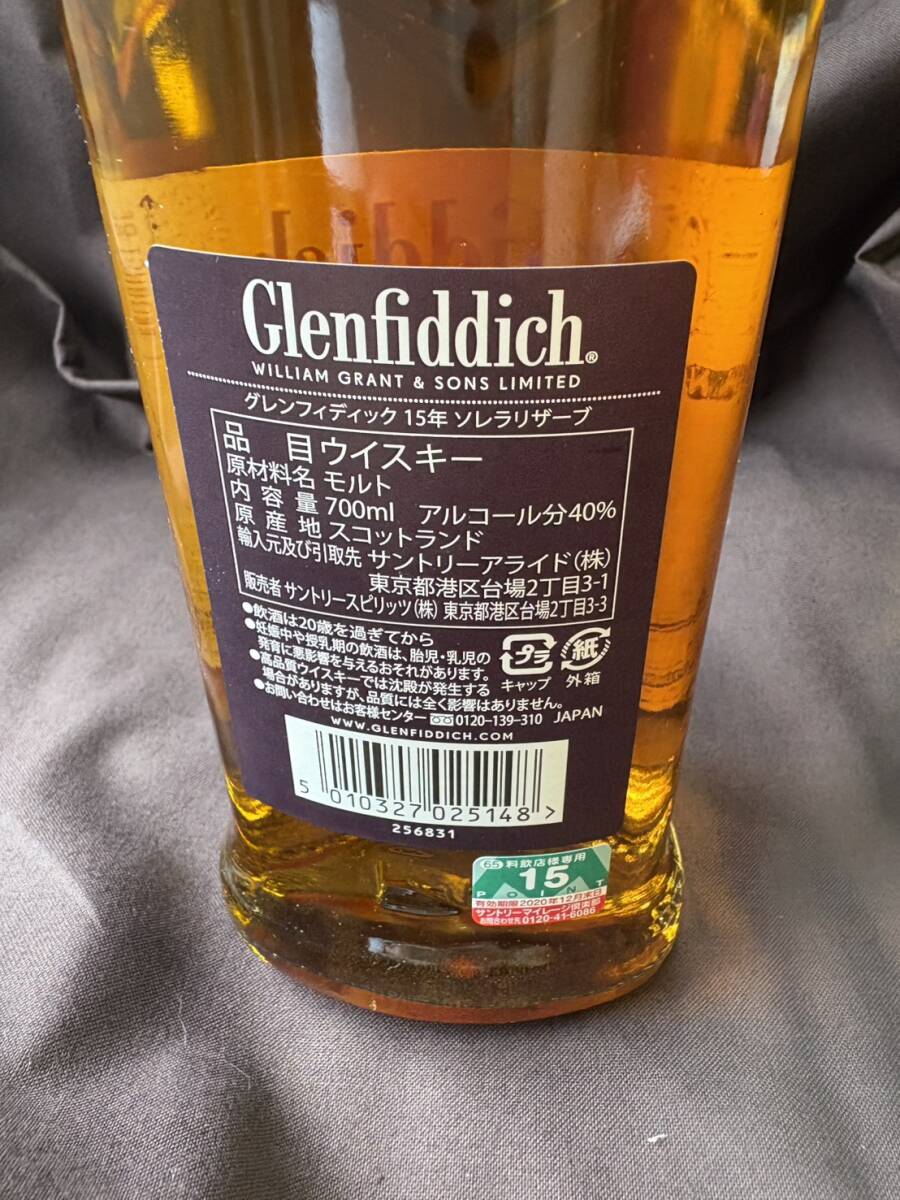 Glenfiddich®
WILLIAM GRANT & SONS LIMITED
グレンフィディック 15年 ソレラリザーブ
品 目 ウイスキー
原材料名 モルト
内容量 700ml アルコール分40%
原産地 スコットランド
輸入元及び引取先 サントリーアライド(株)
東京都港区台場2丁目3-1
販売者 サントリースピリッツ(株) 東京都港区台場2丁目3-3
●飲酒は20歳を過ぎてから
●妊娠中や授乳期の飲酒は、胎児・乳児の
発育に悪影響を与えるおそれがあります。
●高品質ウイスキーでは沈殿が発生する
場合がありますが、品質には全く影響はありません。
●お問い合わせはお客様センター 0120-139-310 JAPAN
プラ
キャップ
紙
外箱
WWW.GLENFIDDICH.COM
5 010327 025148 >
256831
65 料飲店様専用
15
POINT
有効期限 2020年12月末日
サントリーマイレージ倶楽部
お問合わせ先 0120-41-6086